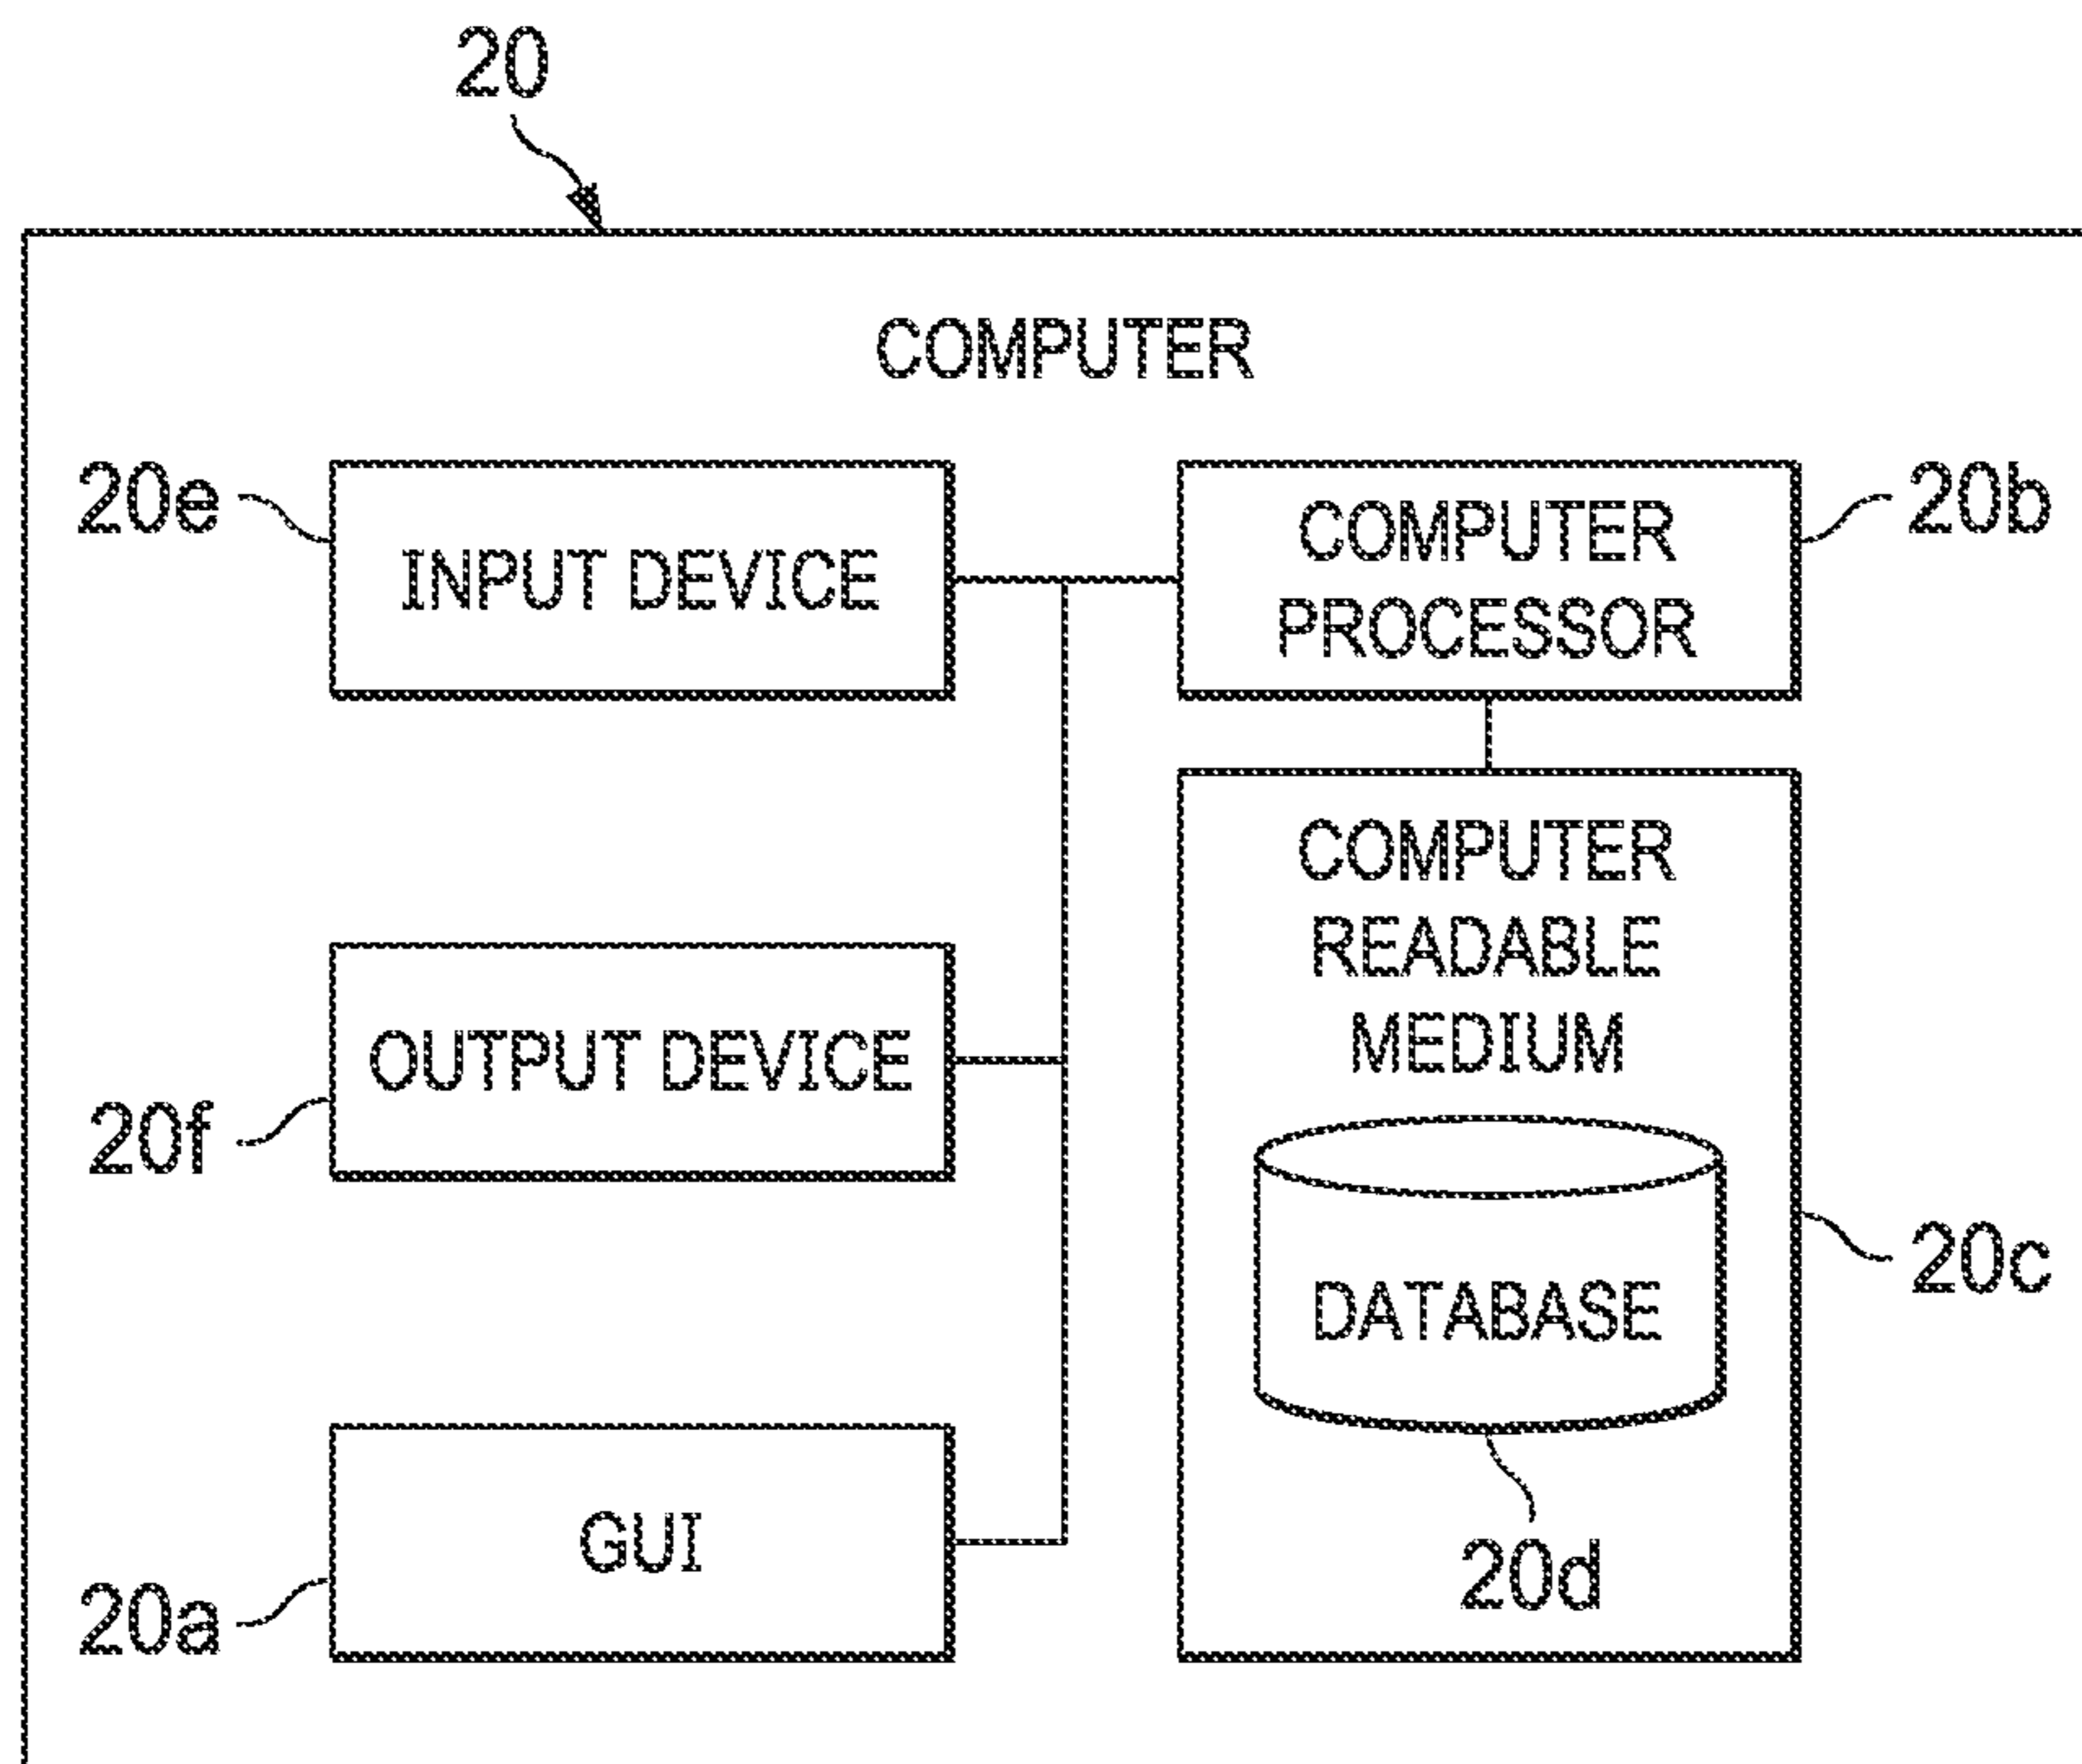 20
COMPUTER
20e
INPUT DEVICE
COMPUTER
PROCESSOR
20b
OUTPUT DEVICE
20f
COMPUTER
READABLE
MEDIUM
DATABASE
20c
20d
GUI
20a